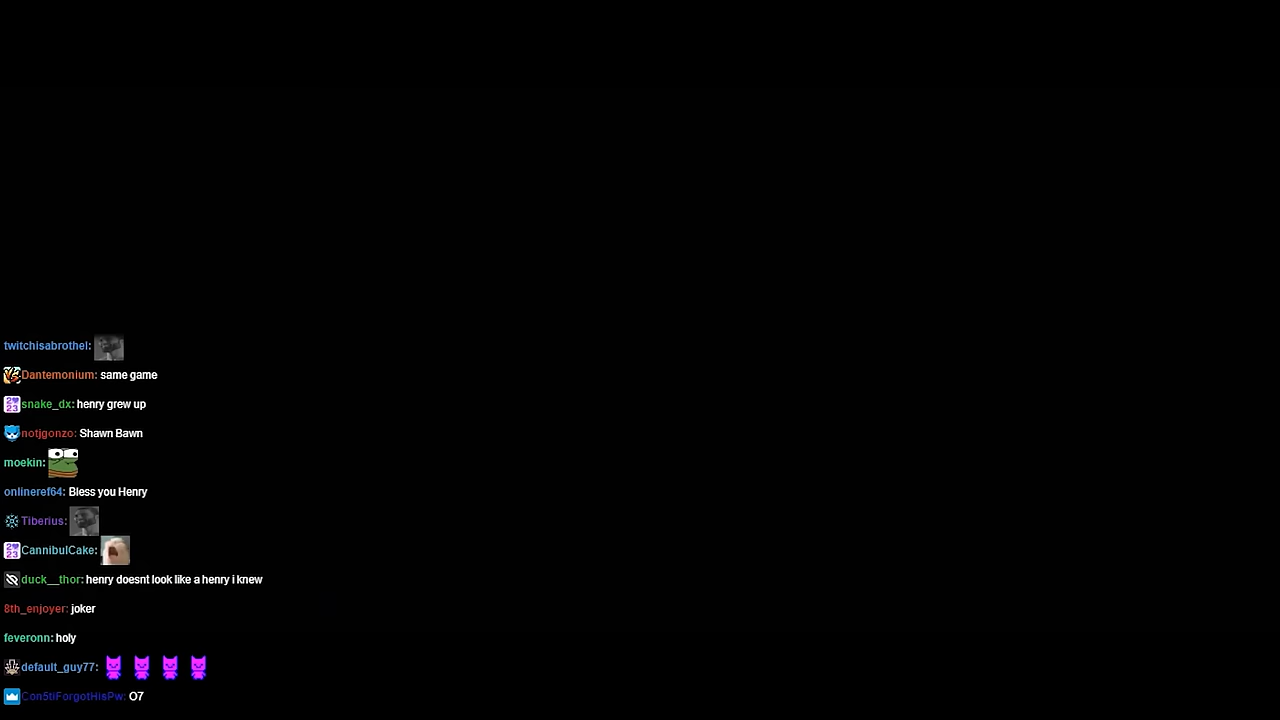 twitchisabrothel:
Dantemonium: same game
snake_dx: henry grew up
notjgonzo: Shawn Bawn
moekin:
onlineref64: Bless you Henry
Tiberius:
CannibulCake:
duck__thor: henry doesnt look like a henry i knew
8th_enjoyer: joker
feveronn: holy
default_guy77:
Con5tiForgotHisPw: O7